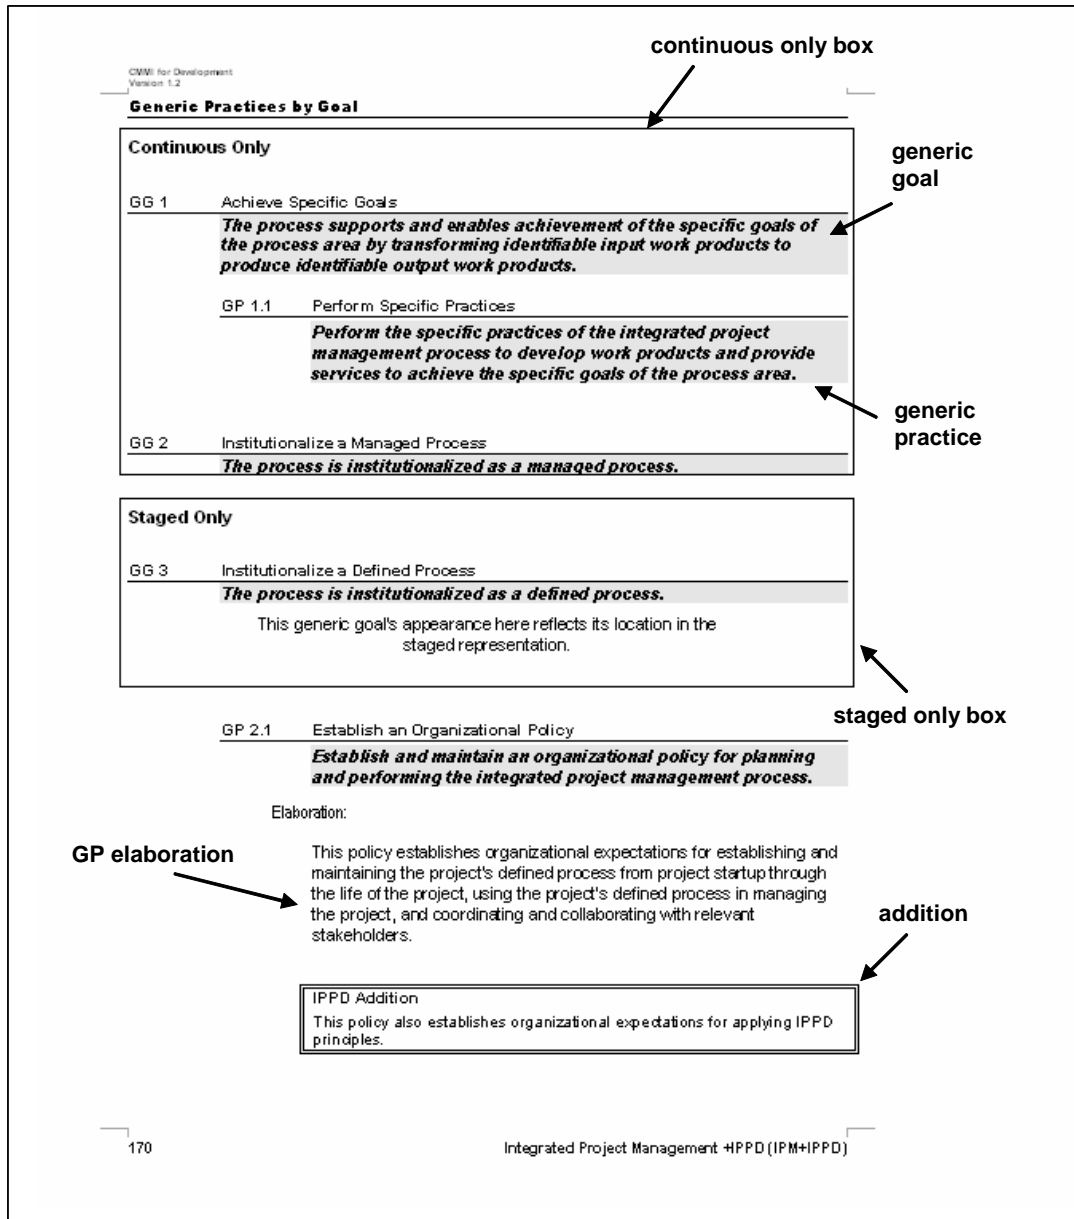 continuous only box
CMMI for Development
Version 1.2
Generic Practices by Goal
Continuous Only
generic
goal
GG 1 Achieve Specific Goals
The process supports and enables achievement of the specific goals of
the process area by transforming identifiable input work products to
produce identifiable output work products.
GP 1.1 Perform Specific Practices
Perform the specific practices of the integrated project
management process to develop work products and provide
services to achieve the specific goals of the process area.
generic
practice
GG 2 Institutionalize a Managed Process
The process is institutionalized as a managed process.
Staged Only
GG 3 Institutionalize a Defined Process
The process is institutionalized as a defined process.
This generic goal's appearance here reflects its location in the
staged representation.
staged only box
GP 2.1 Establish an Organizational Policy
Establish and maintain an organizational policy for planning
and performing the integrated project management process.
Elaboration:
GP elaboration
This policy establishes organizational expectations for establishing and
maintaining the project's defined process from project startup through
the life of the project, using the project's defined process in managing
the project, and coordinating and collaborating with relevant
stakeholders.
addition
IPPD Addition
This policy also establishes organizational expectations for applying IPPD
principles.
170 Integrated Project Management +IPPD (IPM+IPPD)